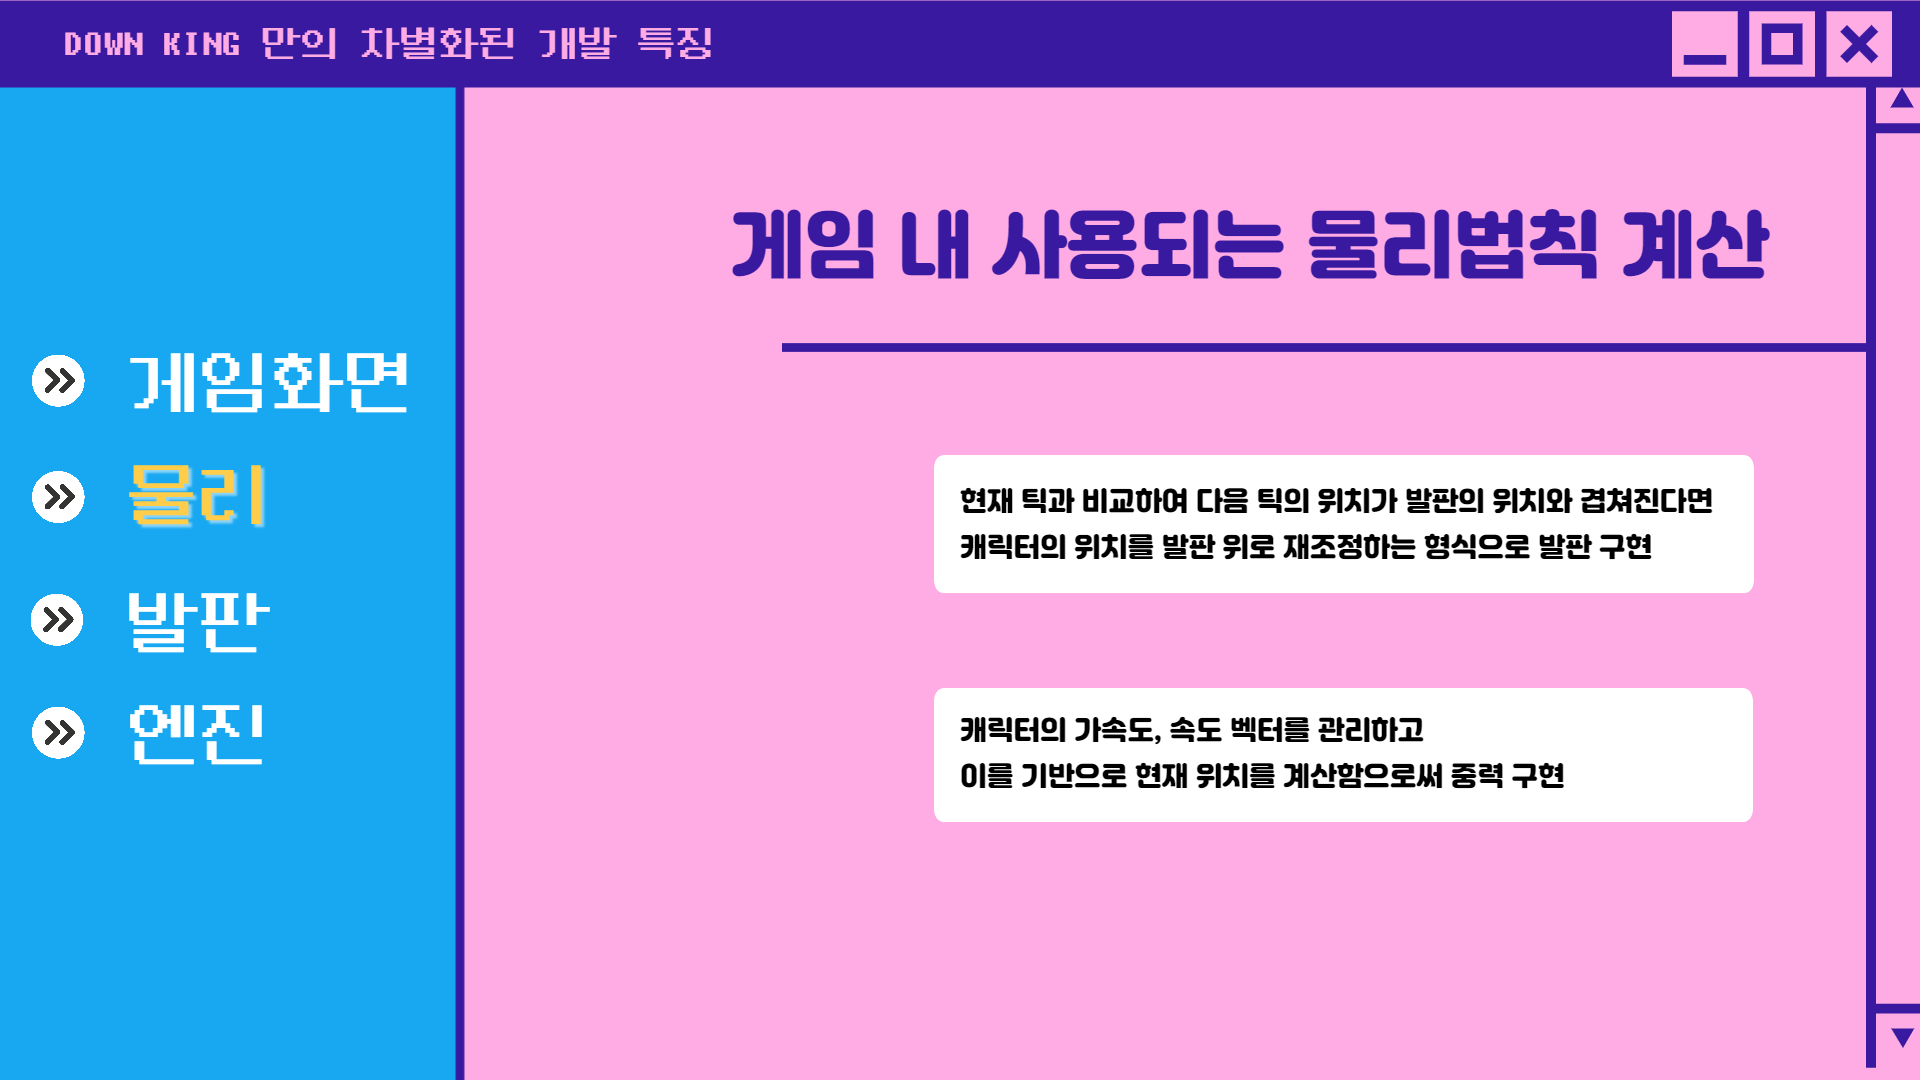 DOWN KING 만의 차별화된 개발 특징
게임화면
물리
발판
엔진
게임 내 사용되는 물리법칙 계산
현재 틱과 비교하여 다음 틱의 위치가 발판의 위치와 겹쳐진다면
캐릭터의 위치를 발판 위로 재조정하는 형식으로 발판 구현
캐릭터의 가속도, 속도 벡터를 관리하고
이를 기반으로 현재 위치를 계산함으로써 중력 구현